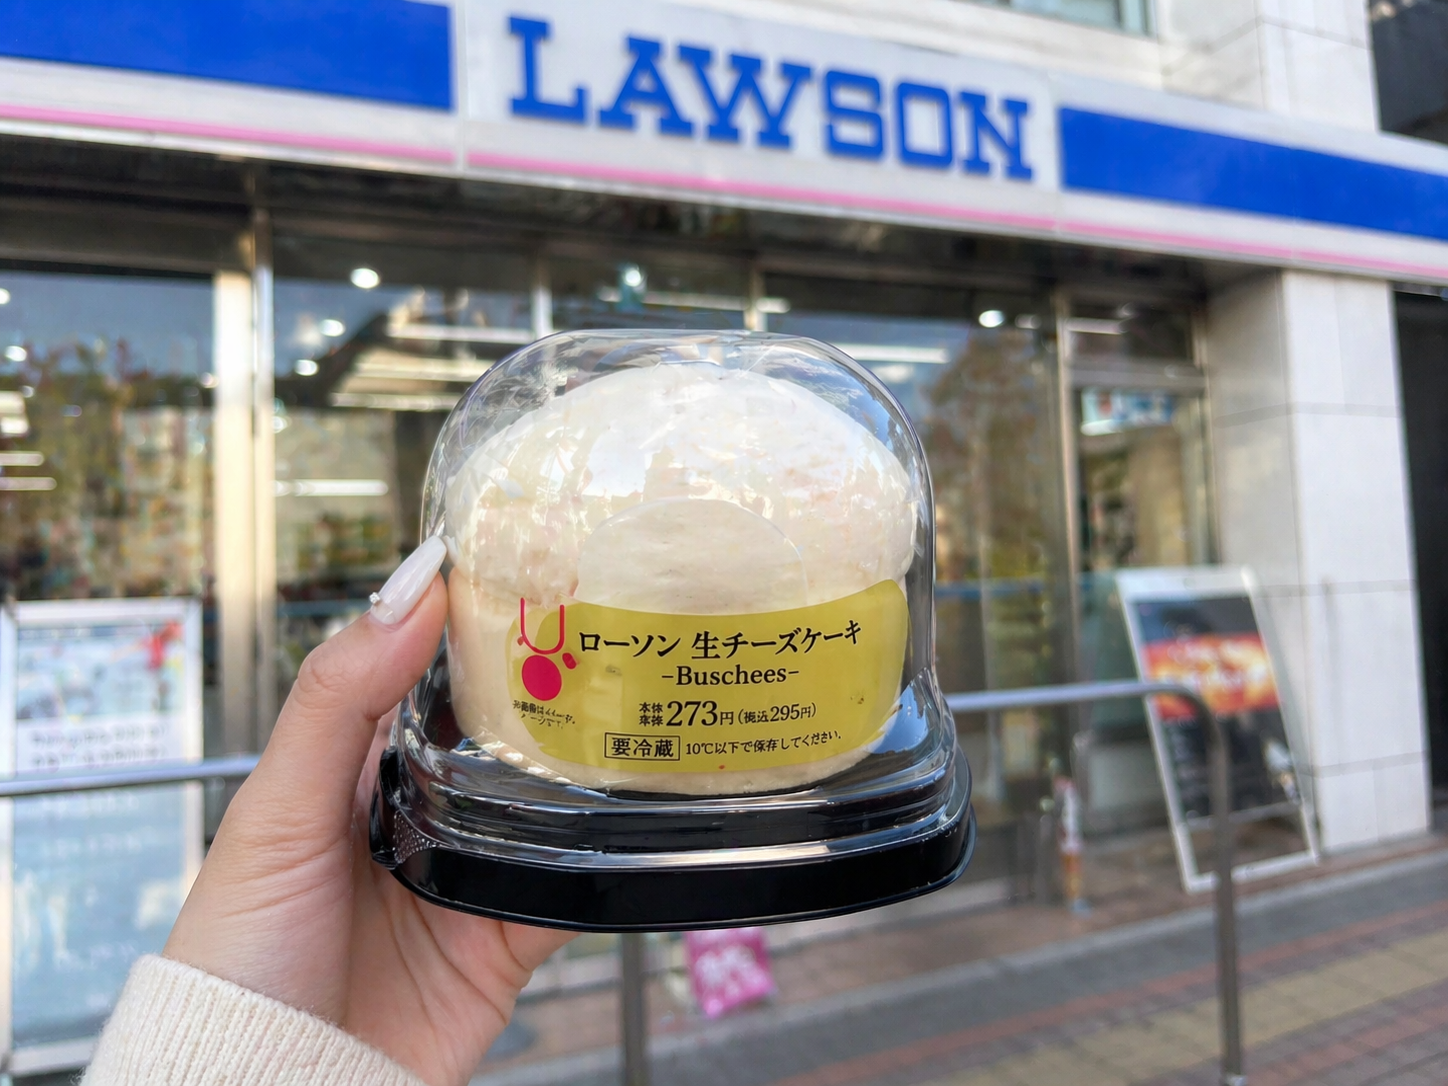 LAWSON
ローソン 生チーズケーキ
-Buschees-
本体
273円(税込295円)
要冷蔵 10℃以下で保存してください。